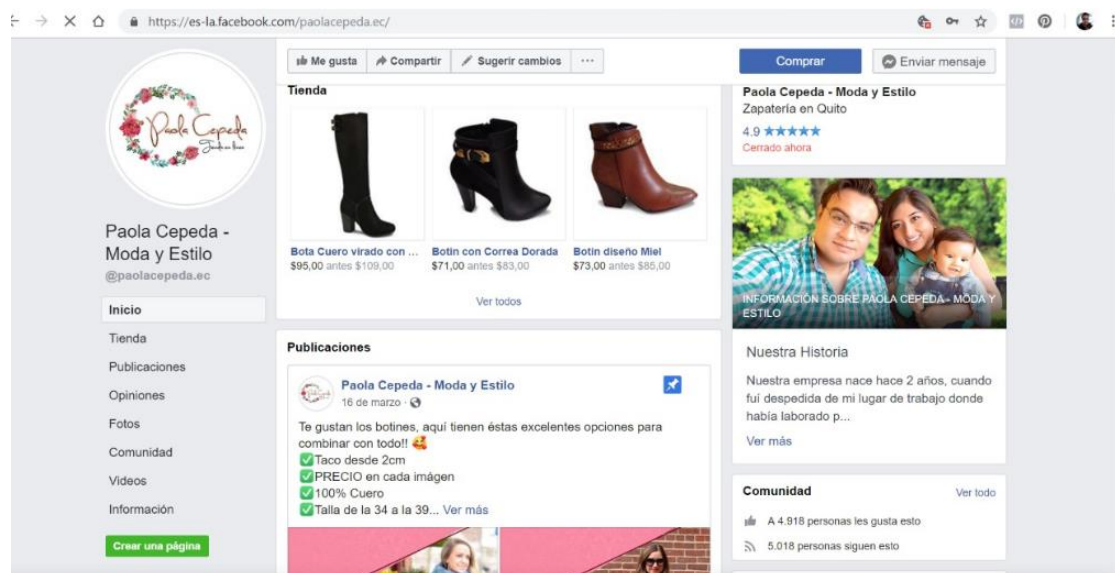 https://es-la.facebook.com/paolacepeda.ec/
Me gusta
Compartir
Sugerir cambios
...
Comprar
Enviar mensaje
Paola Cepeda
Tienda en línea
Paola Cepeda -
Moda y Estilo
@paolacepeda.ec
Inicio
Tienda
Publicaciones
Opiniones
Fotos
Comunidad
Videos
Información
Crear una página
Tienda
Bota Cuero virado con ...
$95,00 antes $109,00
Botin con Correa Dorada
$71,00 antes $83,00
Botin diseño Miel
$73,00 antes $85,00
Ver todos
Publicaciones
Paola Cepeda - Moda y Estilo
16 de marzo ·
Te gustan los botines, aquí tienen éstas excelentes opciones para
combinar con todo!! 🥰
✅Taco desde 2cm
✅PRECIO en cada imágen
✅100% Cuero
✅Talla de la 34 a la 39... Ver más
Paola Cepeda - Moda y Estilo
Zapatería en Quito
4.9 ★★★★★
Cerrado ahora
INFORMACIÓN SOBRE PAOLA CEPEDA - MODA Y
ESTILO
Nuestra Historia
Nuestra empresa nace hace 2 años, cuando
fuí despedida de mi lugar de trabajo donde
había laborado p...
Ver más
Comunidad
Ver todo
A 4.918 personas les gusta esto
5.018 personas siguen esto